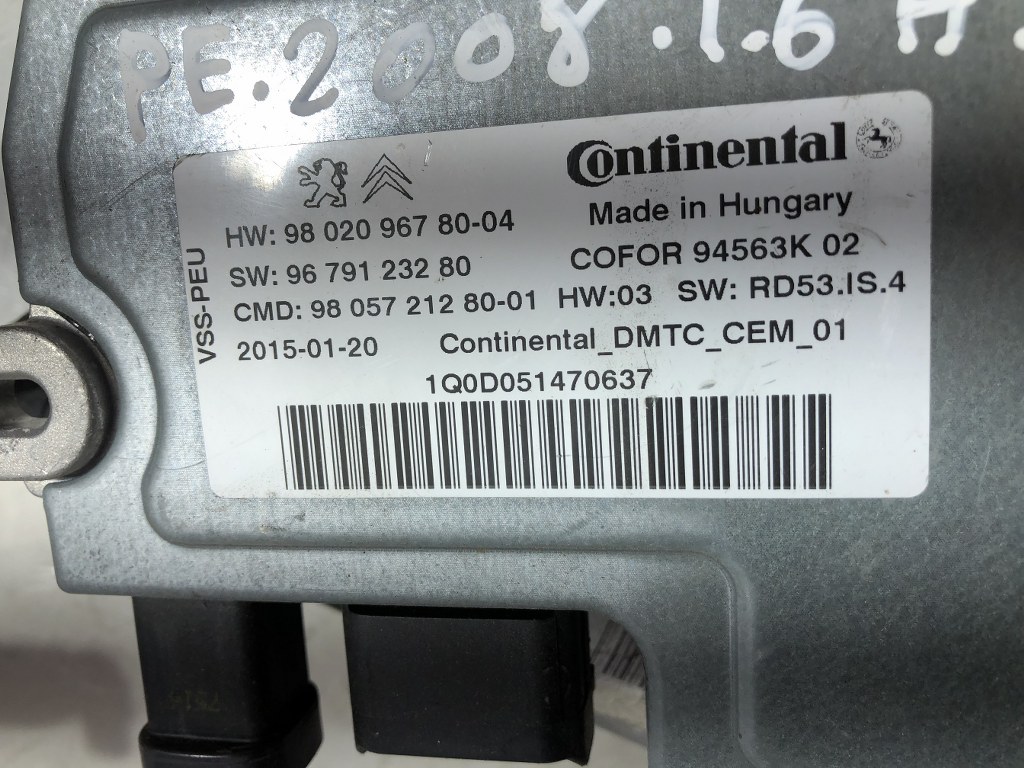 PE.2008.1.6 H.
Continental
Made in Hungary
HW: 98 020 967 80-04
COFOR 94563K 02
SW: 96 791 232 80
CMD: 98 057 212 80-01 HW:03 SW: RD53.IS.4
VSS-PEU
2015-01-20 Continental_DMTC_CEM_01
1Q0D051470637